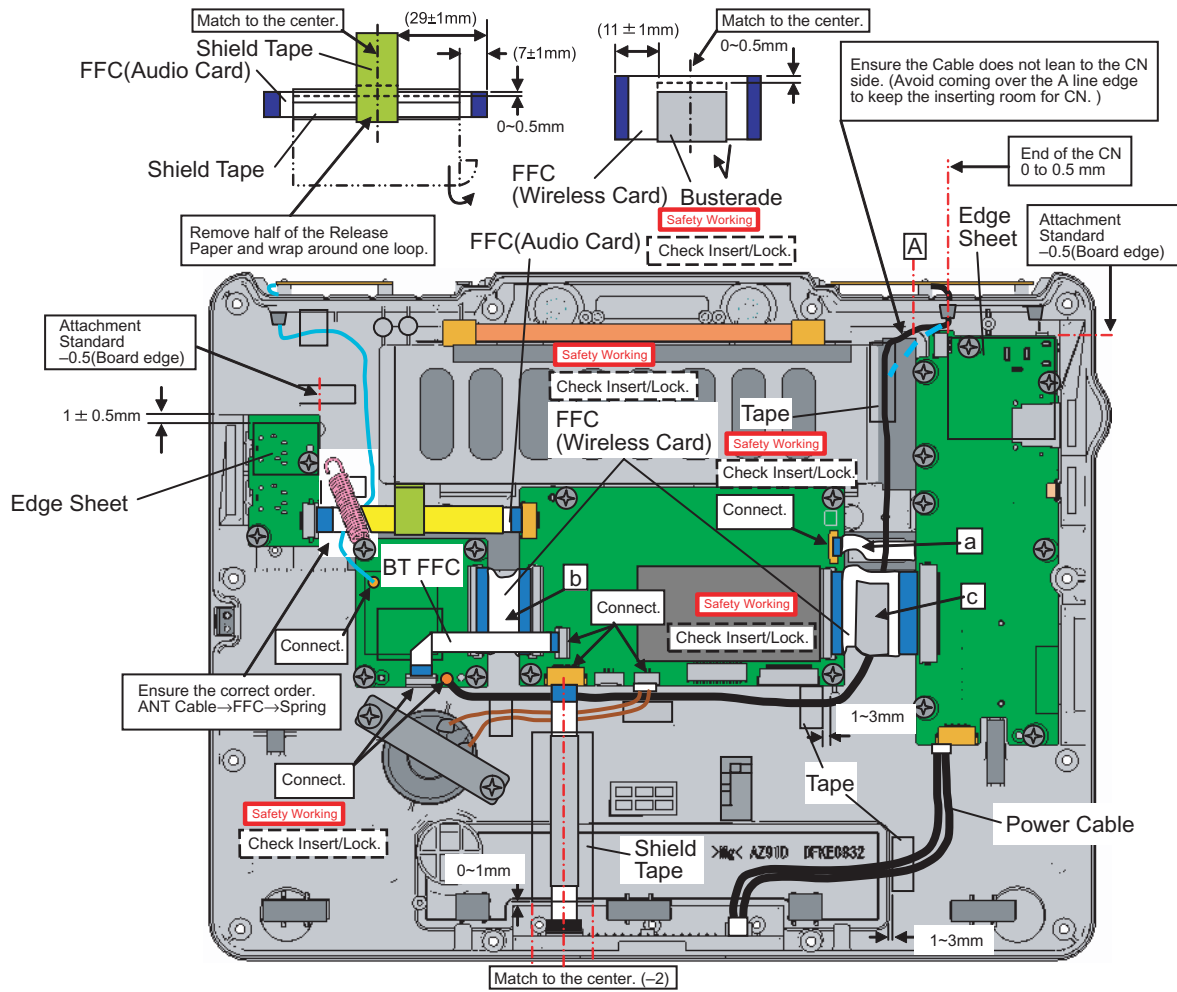 Match to the center.
(29±1mm)
Shield Tape
FFC(Audio Card)
(7±1mm)
0~0.5mm
Shield Tape
Remove half of the Release
Paper and wrap around one loop.
(11 ± 1mm)
Match to the center.
0~0.5mm
FFC
(Wireless Card)
Busterade
Safety Working
Check Insert/Lock.
Ensure the Cable does not lean to the CN
side. (Avoid coming over the A line edge
to keep the inserting room for CN. )
End of the CN
0 to 0.5 mm
Edge
Sheet
Attachment
Standard
–0.5(Board edge)
A
FFC(Audio Card)
Attachment
Standard
–0.5(Board edge)
1 ± 0.5mm
Edge Sheet
Safety Working
Check Insert/Lock.
FFC
(Wireless Card)
Tape
Safety Working
Check Insert/Lock.
Connect.
a
BT FFC
b
Connect.
Safety Working
Check Insert/Lock.
c
Connect.
Ensure the correct order.
ANT Cable→FFC→Spring
Connect.
Safety Working
Check Insert/Lock.
1~3mm
Tape
Power Cable
Shield
Tape
>Mg< AZ91D DFKE0832
0~1mm
1~3mm
Match to the center. (–2)